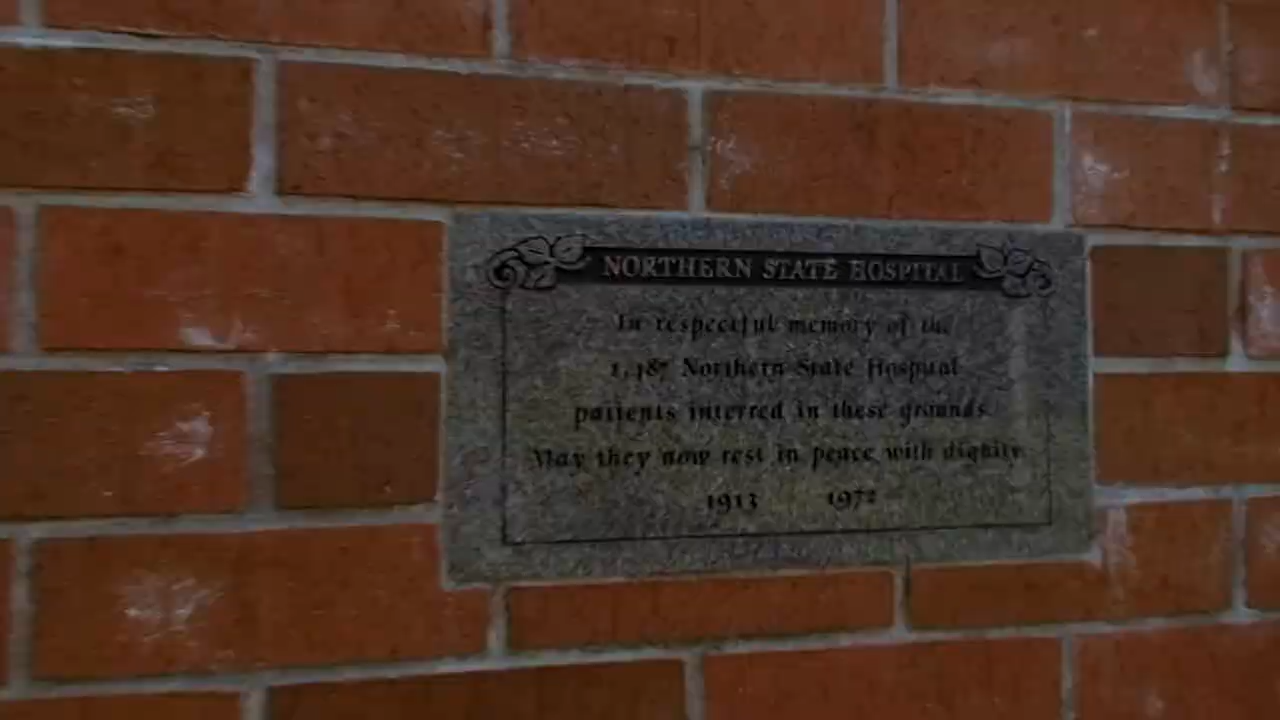 NORTHERN STATE HOSPITAL
In respectful memory of the
1,487 Northern State Hospital
patients interred in these grounds.
May they now rest in peace with dignity.
1913 1972